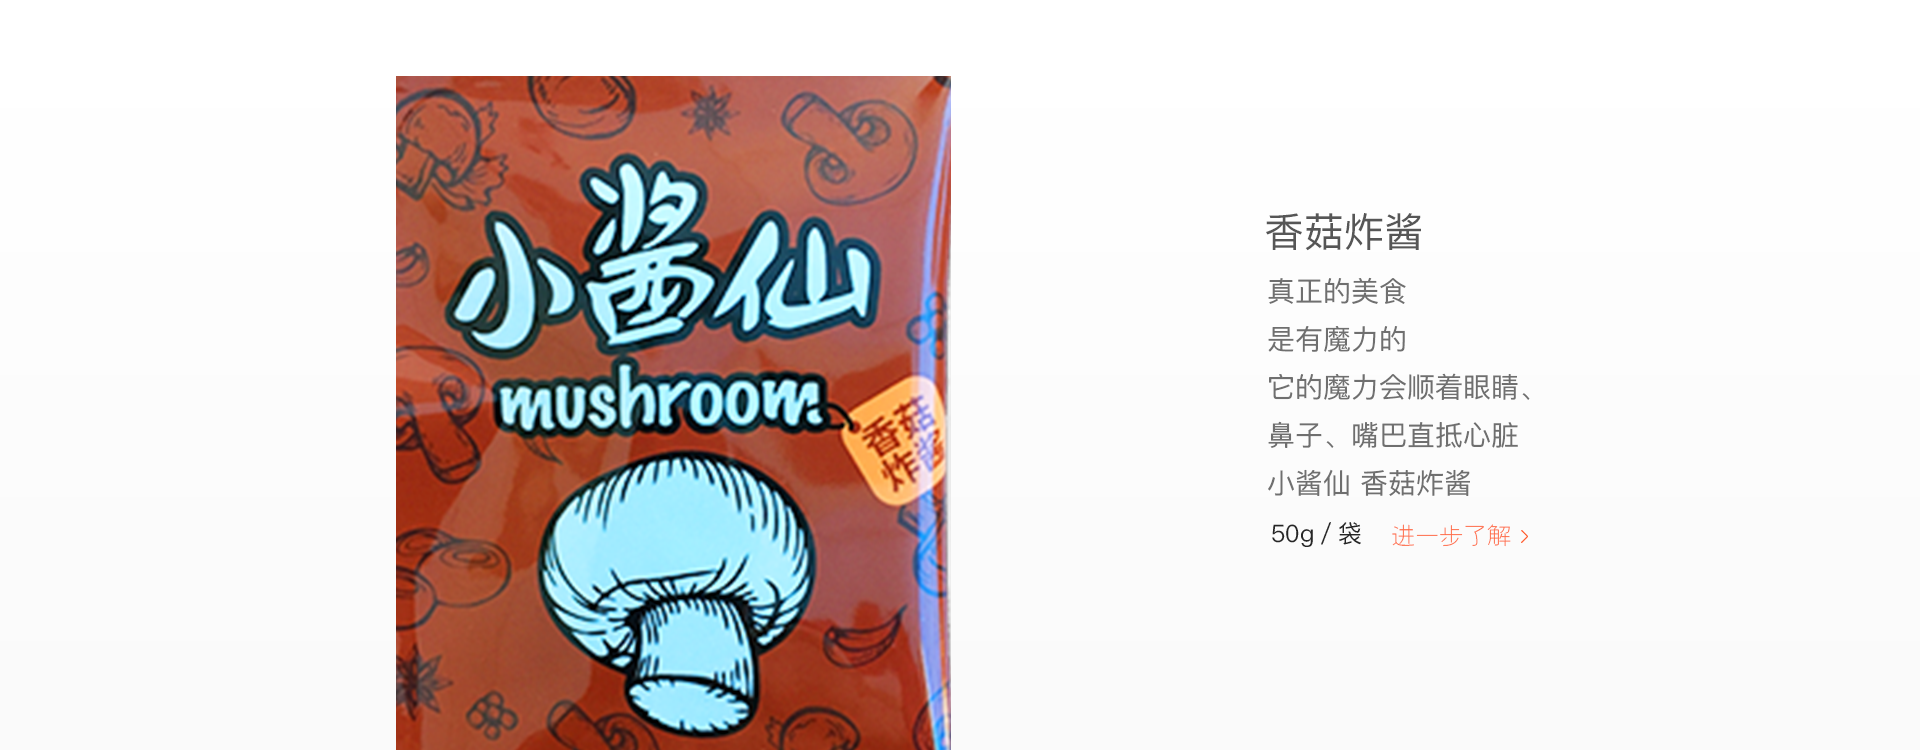 小酱仙
mushroom
香菇
炸酱
香菇炸酱
真正的美食
是有魔力的
它的魔力会顺着眼睛、
鼻子、嘴巴直抵心脏
小酱仙 香菇炸酱
50g / 袋 进一步了解 >